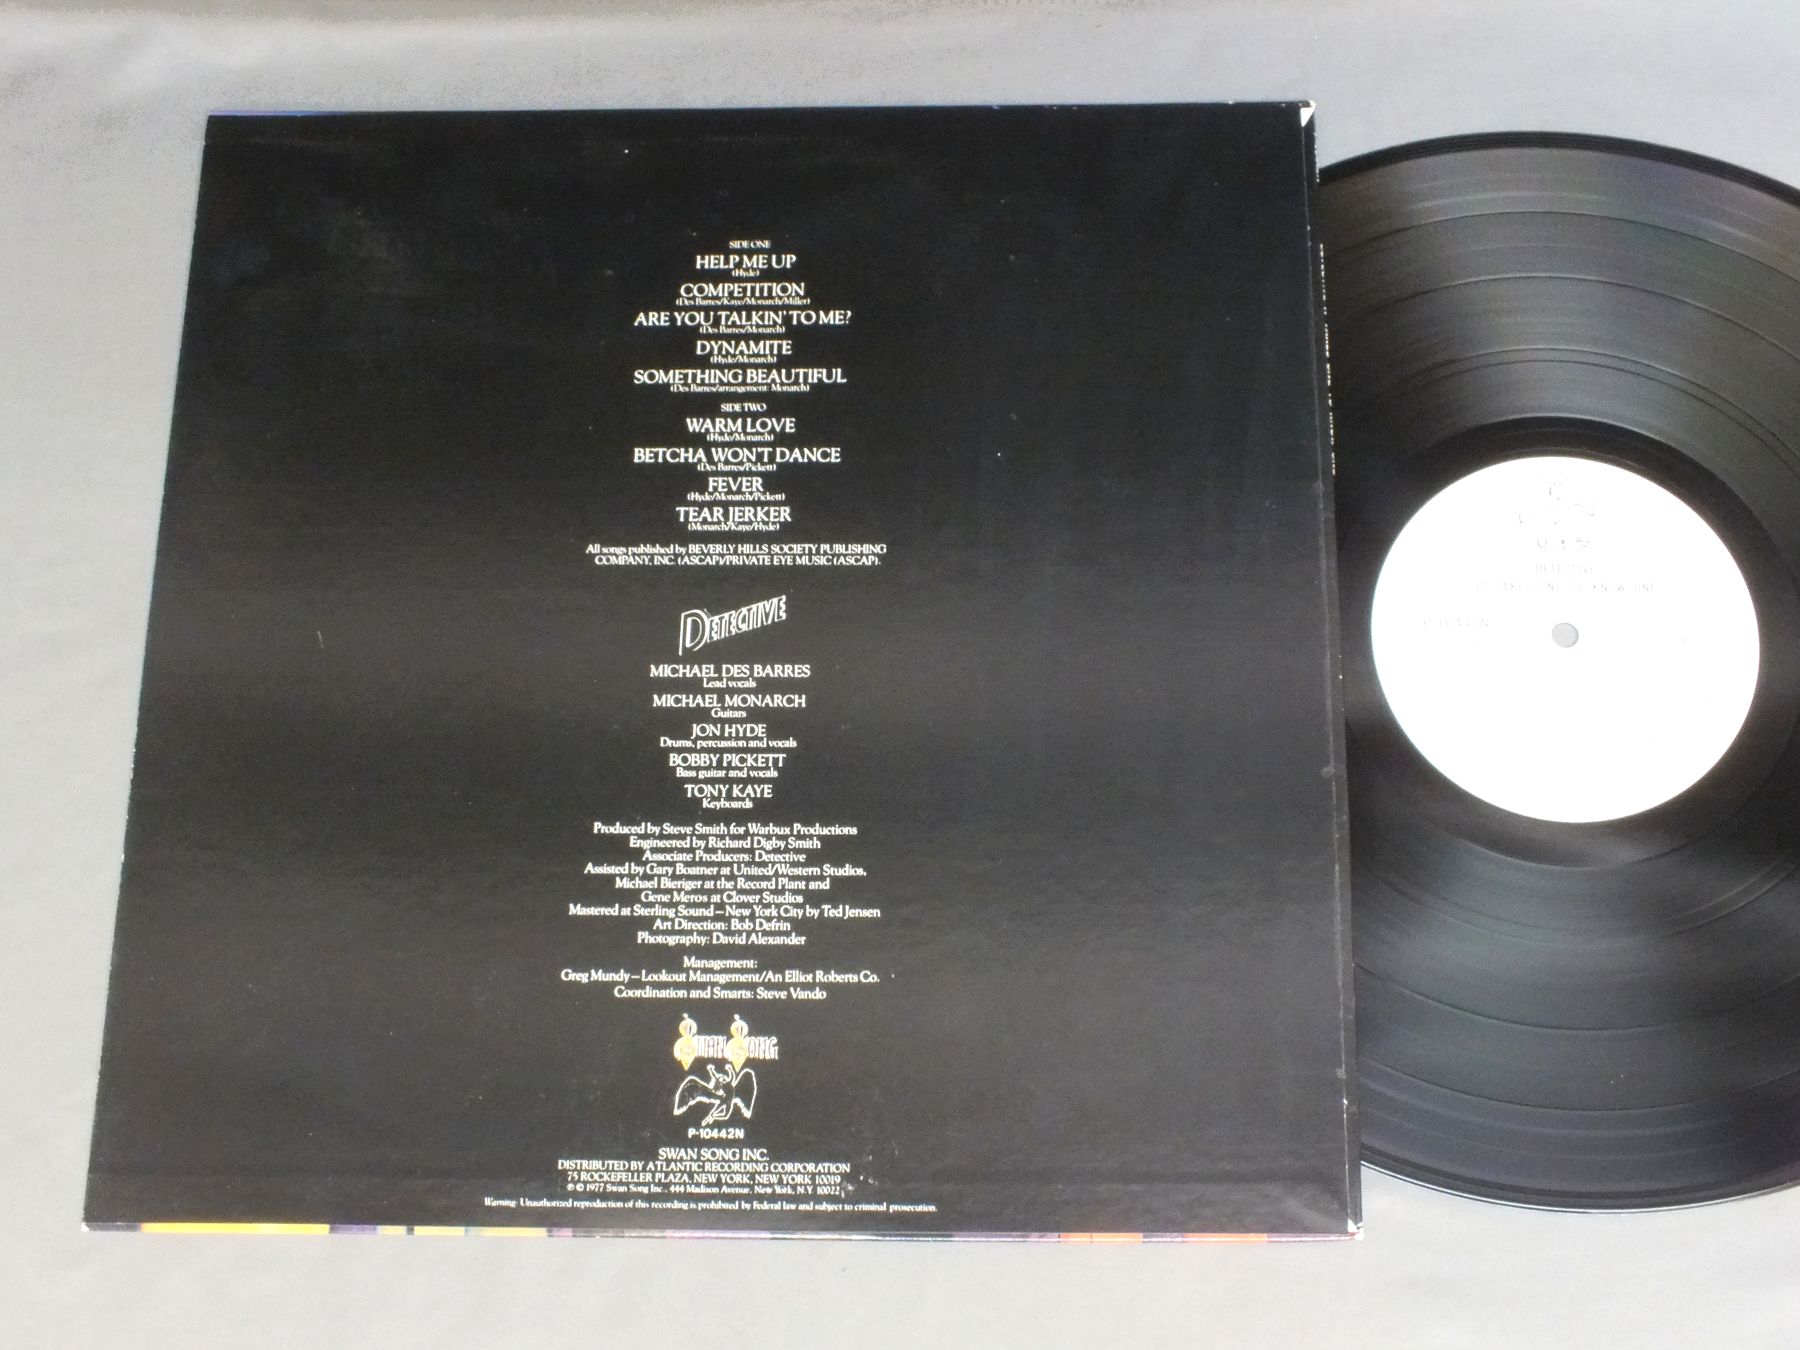 SIDE ONE
HELP ME UP
(Hyde)
COMPETITION
(Des Barres/Kaye/Monarch/Miller)
ARE YOU TALKIN' TO ME?
(Des Barres/Monarch)
DYNAMITE
(Hyde/Monarch)
SOMETHING BEAUTIFUL
(Des Barres/arrangement: Monarch)
SIDE TWO
WARM LOVE
(Hyde/Monarch)
BETCHA WON'T DANCE
(Des Barres/Pickett)
FEVER
(Hyde/Monarch/Pickett)
TEAR JERKER
(Monarch/Kaye/Hyde)
All songs published by BEVERLY HILLS SOCIETY PUBLISHING
COMPANY, INC. (ASCAP)/PRIVATE EYE MUSIC (ASCAP).
DETECTIVE
MICHAEL DES BARRES
Lead vocals
MICHAEL MONARCH
Guitars
JON HYDE
Drums, percussion and vocals
BOBBY PICKETT
Bass guitar and vocals
TONY KAYE
Keyboards
Produced by Steve Smith for Warbux Productions
Engineered by Richard Digby Smith
Associate Producers: Detective
Assisted by Gary Boatner at United/Western Studios,
Michael Bieriger at the Record Plant and
Gene Meros at Clover Studios
Mastered at Sterling Sound—New York City by Ted Jensen
Art Direction: Bob Defrin
Photography: David Alexander
Management:
Greg Mundy—Lookout Management/An Elliot Roberts Co.
Coordination and Smarts: Steve Vando
SWAN SONG
P-10442N
SWAN SONG INC.
DISTRIBUTED BY ATLANTIC RECORDING CORPORATION
75 ROCKEFELLER PLAZA, NEW YORK, NEW YORK 10019
℗ © 1977 Swan Song Inc., 444 Madison Avenue, New York, N.Y. 10022
Warning: Unauthorized reproduction of this recording is prohibited by Federal law and subject to criminal prosecution.
DETECTIVE
IT TAKES ONE TO KNOW ONE
P-10442N
2